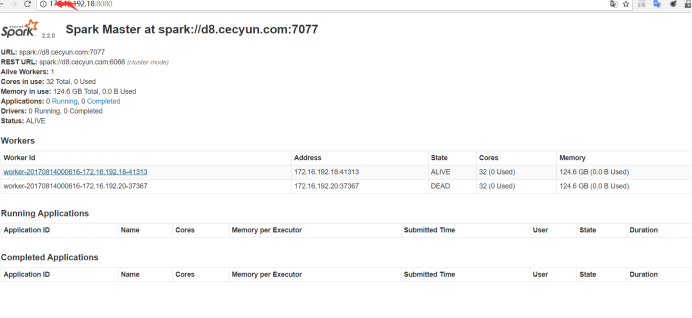 192.18:8080
Spark 2.2.0 Spark Master at spark://d8.cecyun.com:7077
URL: spark://d8.cecyun.com:7077
REST URL: spark://d8.cecyun.com:6066 (cluster mode)
Alive Workers: 1
Cores in use: 32 Total, 0 Used
Memory in use: 124.6 GB Total, 0.0 B Used
Applications: 0 Running, 0 Completed
Drivers: 0 Running, 0 Completed
Status: ALIVE
Workers
Worker Id Address State Cores Memory
worker-20170814000616-172.16.192.18-41313 172.16.192.18:41313 ALIVE 32 (0 Used) 124.6 GB (0.0 B Used)
worker-20170814000616-172.16.192.20-37367 172.16.192.20:37367 DEAD 32 (0 Used) 124.6 GB (0.0 B Used)
Running Applications
Application ID Name Cores Memory per Executor Submitted Time User State Duration
Completed Applications
Application ID Name Cores Memory per Executor Submitted Time User State Duration